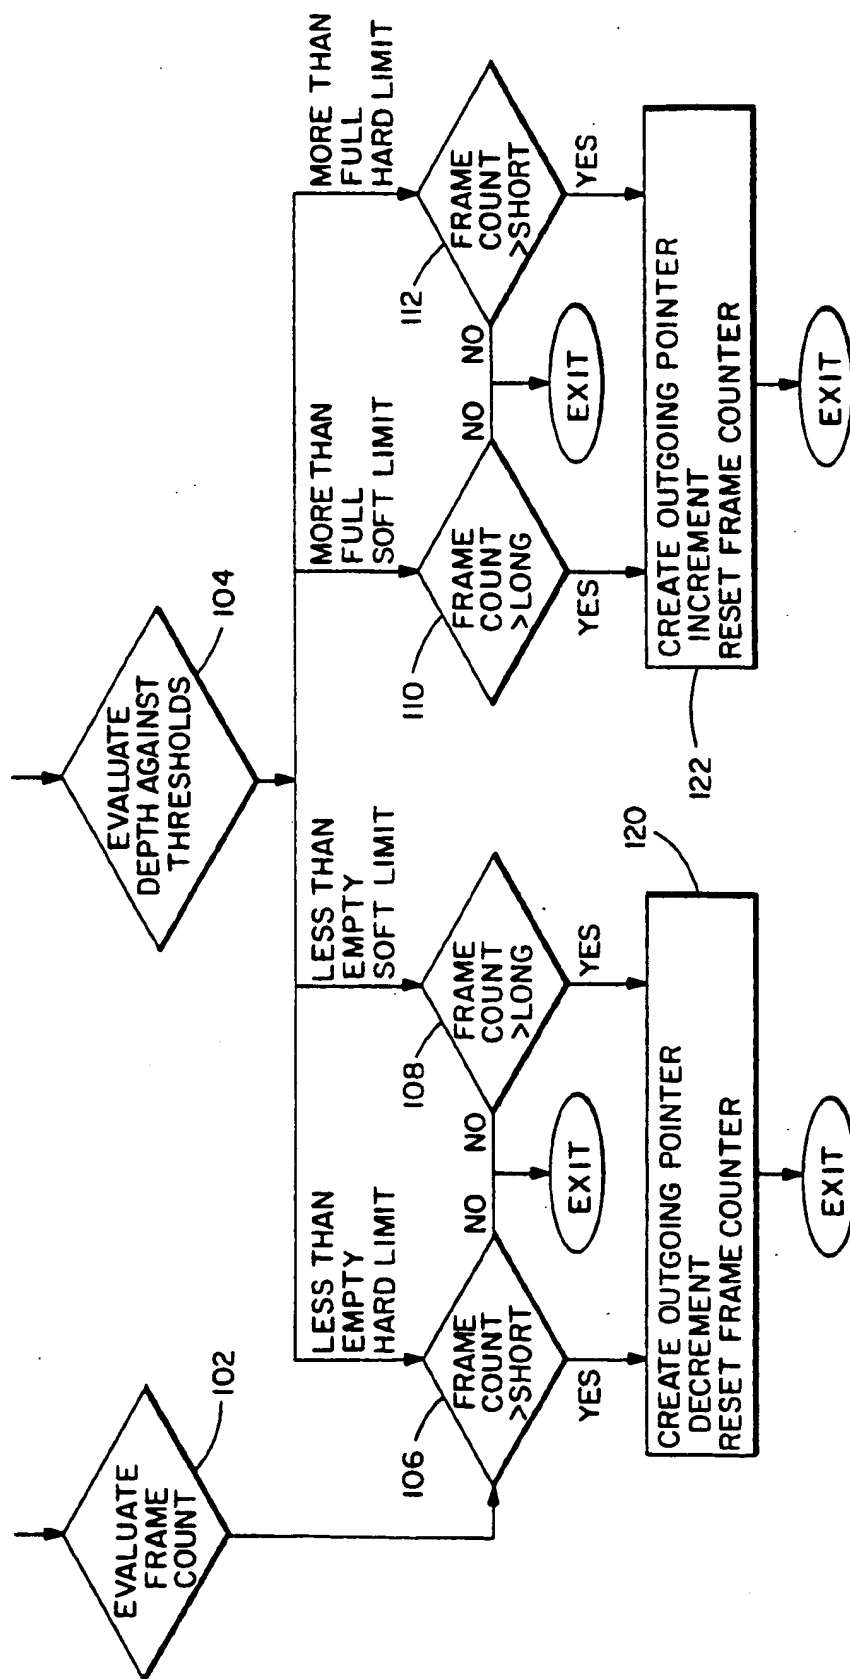 EVALUATE
FRAME
COUNT
102
EVALUATE
DEPTH AGAINST
THRESHOLDS
104
LESS THAN
EMPTY
HARD LIMIT
LESS THAN
EMPTY
SOFT LIMIT
MORE THAN
FULL
SOFT LIMIT
MORE THAN
FULL
HARD LIMIT
106
FRAME
COUNT
>SHORT
NO
NO
108
FRAME
COUNT
>LONG
110
FRAME
COUNT
>LONG
NO
NO
112
FRAME
COUNT
>SHORT
EXIT
EXIT
YES
YES
YES
YES
CREATE OUTGOING POINTER
DECREMENT
RESET FRAME COUNTER
120
122
CREATE OUTGOING POINTER
INCREMENT
RESET FRAME COUNTER
EXIT
EXIT